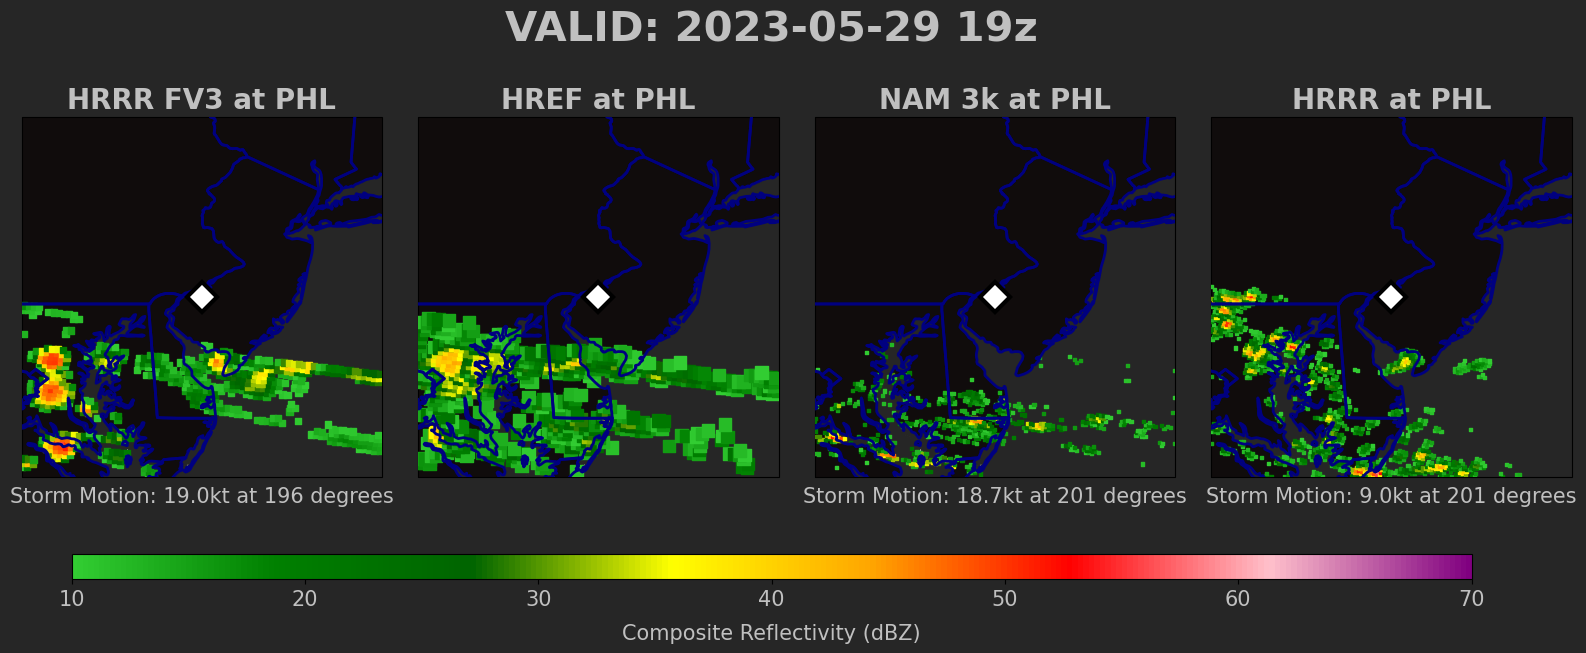 VALID: 2023-05-29 19z
HRRR FV3 at PHL
HREF at PHL
NAM 3k at PHL
HRRR at PHL
Storm Motion: 19.0kt at 196 degrees
Storm Motion: 18.7kt at 201 degrees
Storm Motion: 9.0kt at 201 degrees
10 20 30 40 50 60 70
Composite Reflectivity (dBZ)